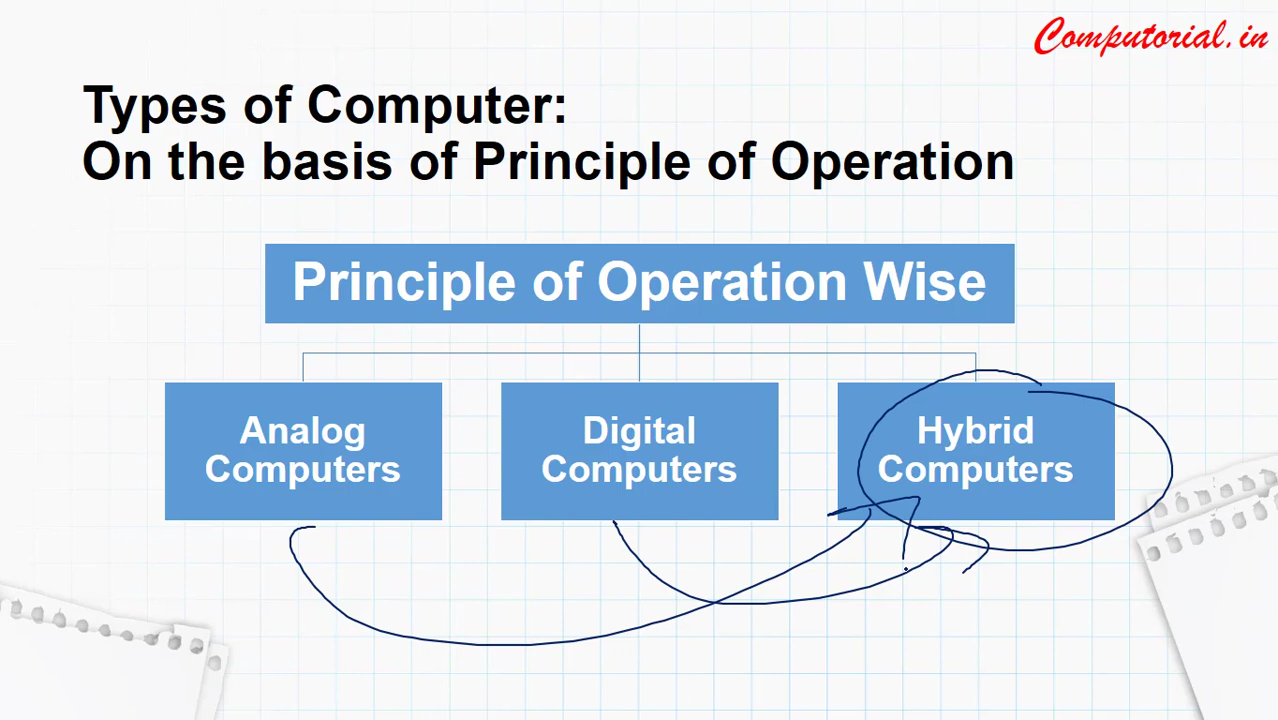 Computorial.in
Types of Computer:
On the basis of Principle of Operation
Principle of Operation Wise
Analog
Computers
Digital
Computers
Hybrid
Computers